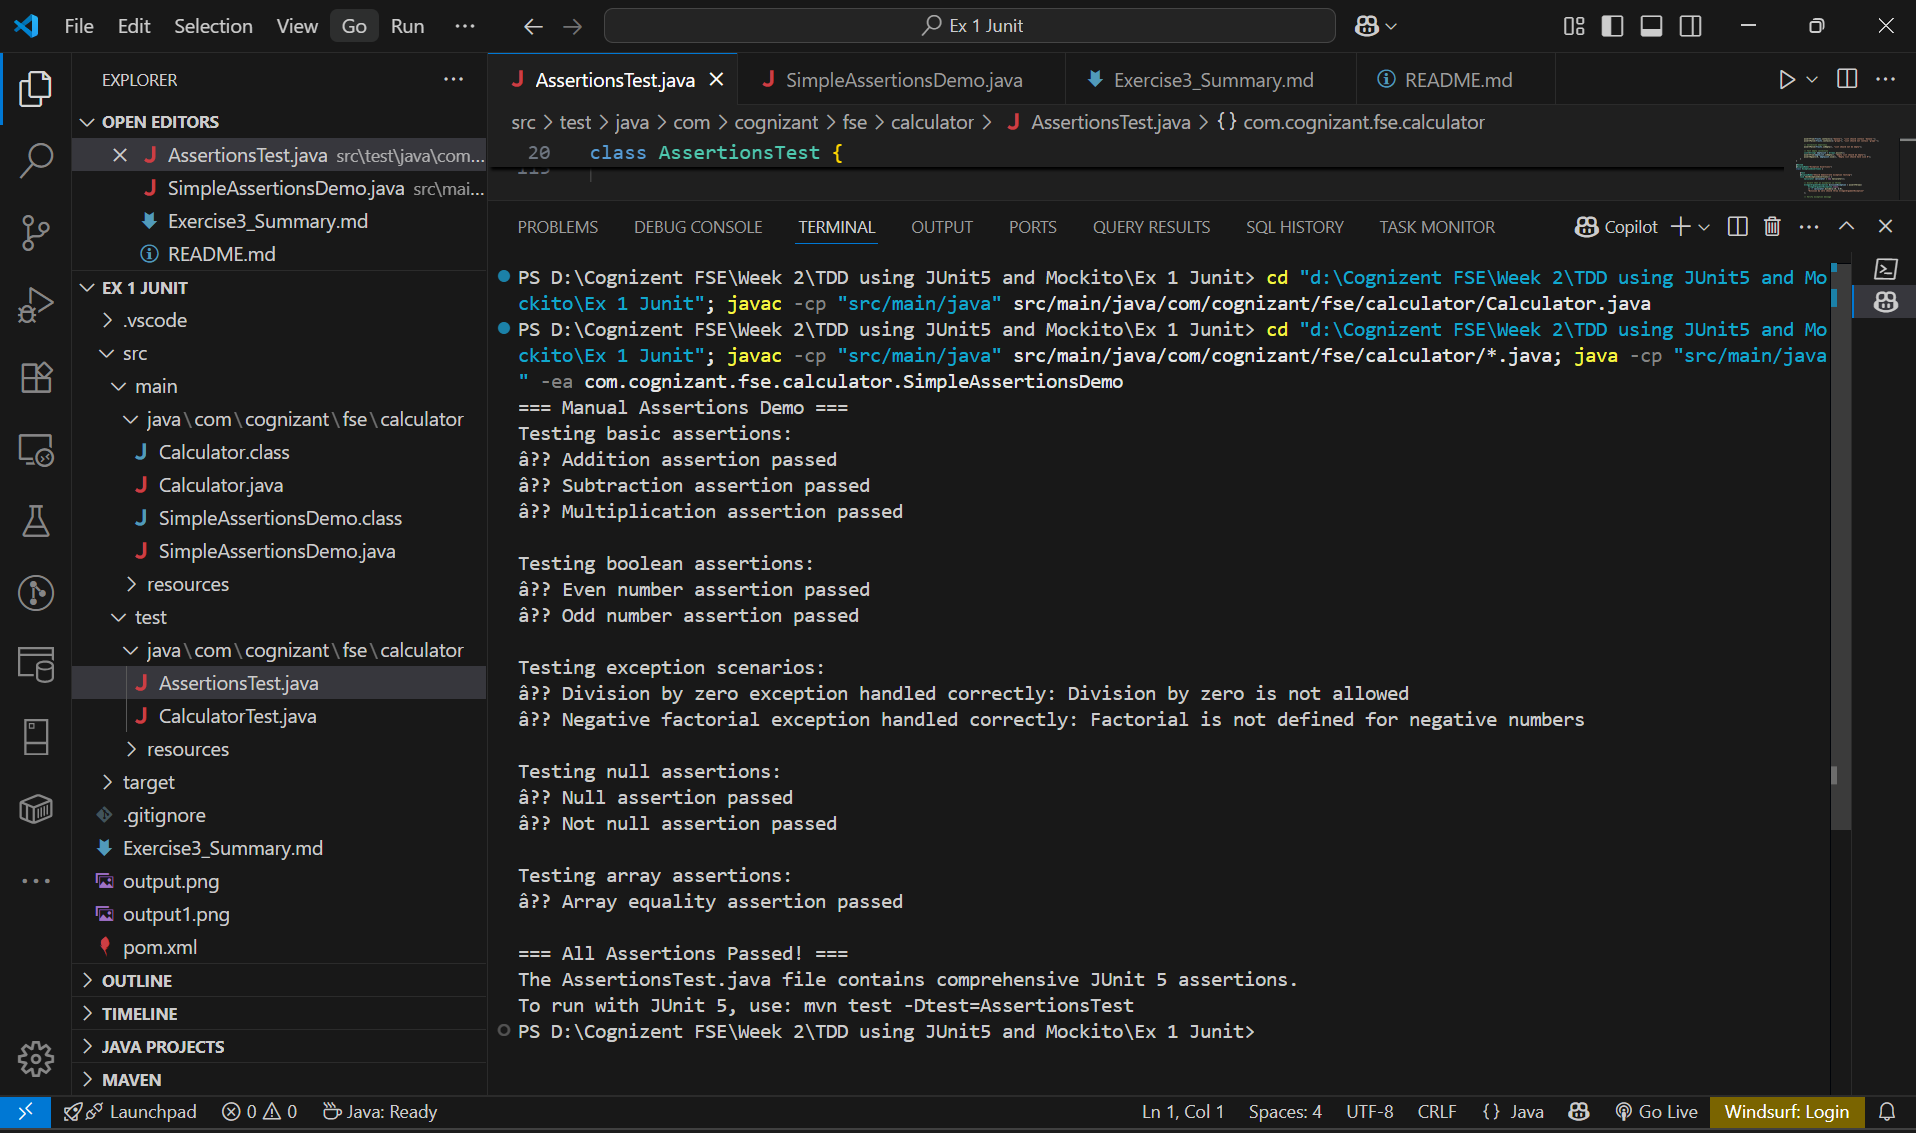 File Edit Selection View Go Run ··· Ex 1 Junit
EXPLORER ···
OPEN EDITORS
AssertionsTest.java src\test\java\com...
SimpleAssertionsDemo.java src\mai...
Exercise3_Summary.md
README.md
EX 1 JUNIT
.vscode
src
main
java\com\cognizant\fse\calculator
Calculator.class
Calculator.java
SimpleAssertionsDemo.class
SimpleAssertionsDemo.java
resources
test
java\com\cognizant\fse\calculator
AssertionsTest.java
CalculatorTest.java
resources
target
.gitignore
Exercise3_Summary.md
output.png
output1.png
pom.xml
OUTLINE
TIMELINE
JAVA PROJECTS
MAVEN
AssertionsTest.java SimpleAssertionsDemo.java Exercise3_Summary.md README.md
src > test > java > com > cognizant > fse > calculator > AssertionsTest.java > {} com.cognizant.fse.calculator
20 class AssertionsTest {
PROBLEMS DEBUG CONSOLE TERMINAL OUTPUT PORTS QUERY RESULTS SQL HISTORY TASK MONITOR Copilot
PS D:\Cognizent FSE\Week 2\TDD using JUnit5 and Mockito\Ex 1 Junit> cd "d:\Cognizent FSE\Week 2\TDD using JUnit5 and Mo
ckito\Ex 1 Junit"; javac -cp "src/main/java" src/main/java/com/cognizant/fse/calculator/Calculator.java
PS D:\Cognizent FSE\Week 2\TDD using JUnit5 and Mockito\Ex 1 Junit> cd "d:\Cognizent FSE\Week 2\TDD using JUnit5 and Mo
ckito\Ex 1 Junit"; javac -cp "src/main/java" src/main/java/com/cognizant/fse/calculator/*.java; java -cp "src/main/java
" -ea com.cognizant.fse.calculator.SimpleAssertionsDemo
=== Manual Assertions Demo ===
Testing basic assertions:
â?? Addition assertion passed
â?? Subtraction assertion passed
â?? Multiplication assertion passed
Testing boolean assertions:
â?? Even number assertion passed
â?? Odd number assertion passed
Testing exception scenarios:
â?? Division by zero exception handled correctly: Division by zero is not allowed
â?? Negative factorial exception handled correctly: Factorial is not defined for negative numbers
Testing null assertions:
â?? Null assertion passed
â?? Not null assertion passed
Testing array assertions:
â?? Array equality assertion passed
=== All Assertions Passed! ===
The AssertionsTest.java file contains comprehensive JUnit 5 assertions.
To run with JUnit 5, use: mvn test -Dtest=AssertionsTest
PS D:\Cognizent FSE\Week 2\TDD using JUnit5 and Mockito\Ex 1 Junit>
Launchpad 0 0 Java: Ready Ln 1, Col 1 Spaces: 4 UTF-8 CRLF {} Java Go Live Windsurf: Login